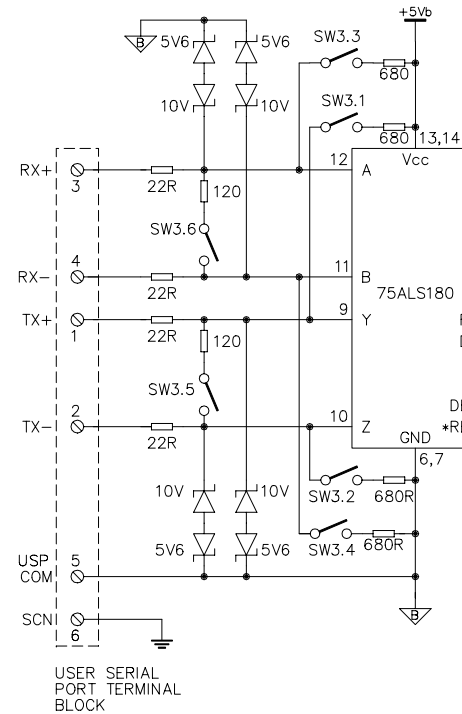 +5Vb
B
5V6
5V6
SW3.3
680
10V
10V
SW3.1
680
13,14
Vcc
RX+
3
22R
12
A
120
SW3.6
4
RX-
22R
11
B
75ALS180
TX+
1
22R
9
Y
120
SW3.5
2
TX-
22R
10
Z
*RE
GND
6,7
10V
10V
SW3.2
680R
5V6
5V6
SW3.4
680R
USP
COM
5
B
SCN
6
USER SERIAL
PORT TERMINAL
BLOCK